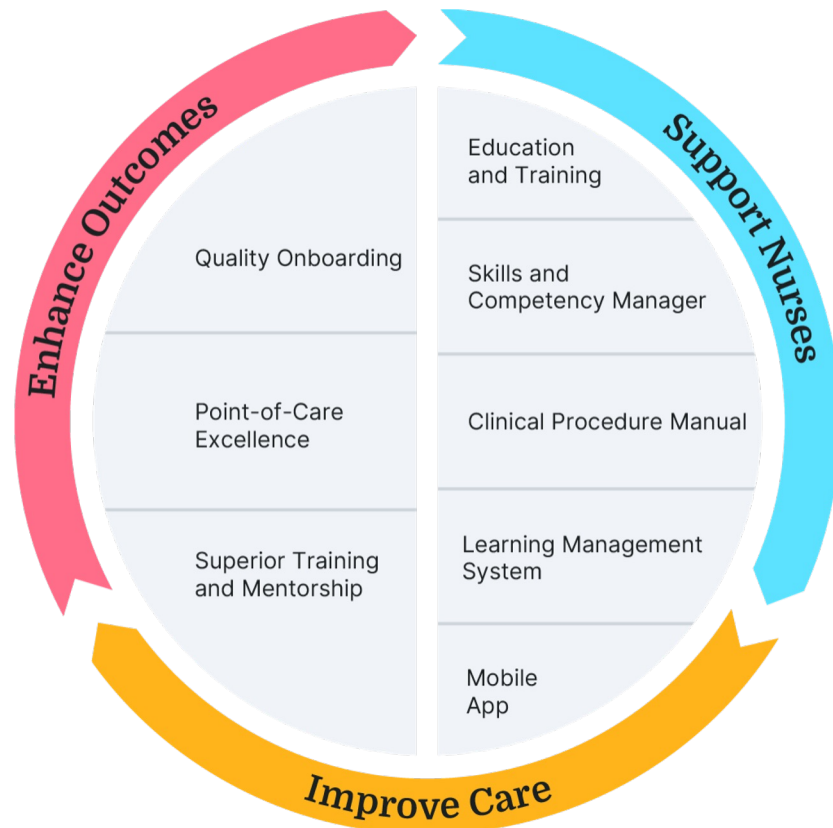 Enhance Outcomes
Support Nurses
Improve Care
Quality Onboarding
Point-of-Care
Excellence
Superior Training
and Mentorship
Education
and Training
Skills and
Competency Manager
Clinical Procedure Manual
Learning Management
System
Mobile
App